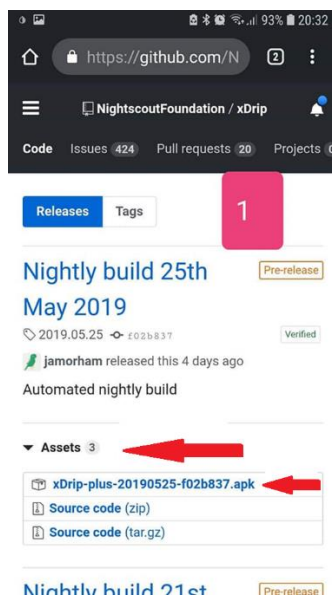 93% 20:32
https://github.com/N 2
NightscoutFoundation / xDrip
Code Issues 424 Pull requests 20 Projects 0
Releases Tags
1
Nightly build 25th Pre-release
May 2019
2019.05.25 f02b837 Verified
jamorham released this 4 days ago
Automated nightly build
Assets 3
xDrip-plus-20190525-f02b837.apk
Source code (zip)
Source code (tar.gz)
Nightly build 21st Pre-release